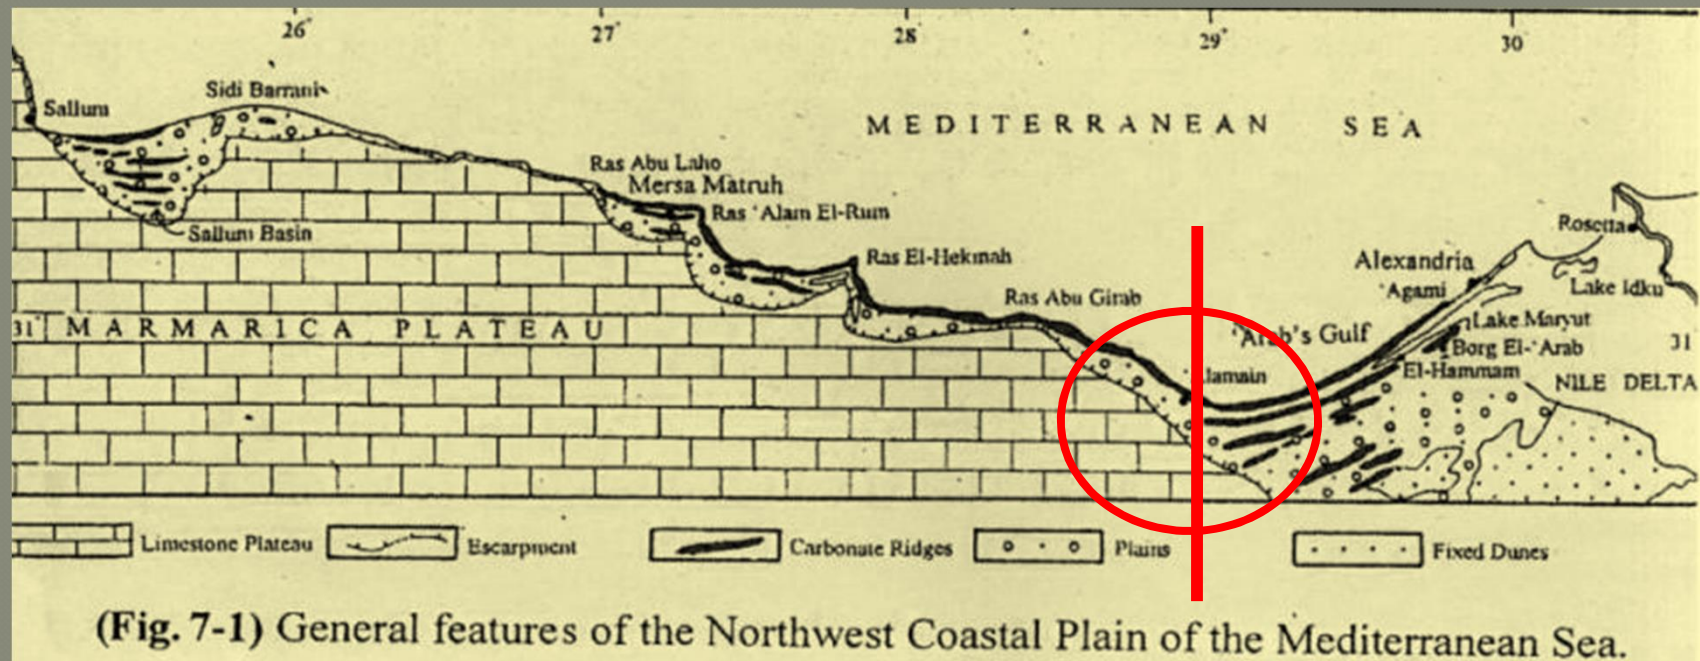 26°
27°
28
29°
30
Sidi Barrani
Sallum
MEDITERRANEAN SEA
Ras Abu Laho
Mersa Matruh
Ras 'Alam El-Rum
Rosetta
Sallum Basin
Ras El-Hekmah
Alexandria
'Agami
Lake Idku
Ras Abu Girab
31° MARMARICA PLATEAU
'Arab's Gulf
Lake Maryut
31
Borg El-'Arab
El-Hammam
NILE DELTA
lamain
Limestone Plateau
Escarpment
Carbonate Ridges
Plains
Fixed Dunes
(Fig. 7-1) General features of the Northwest Coastal Plain of the Mediterranean Sea.